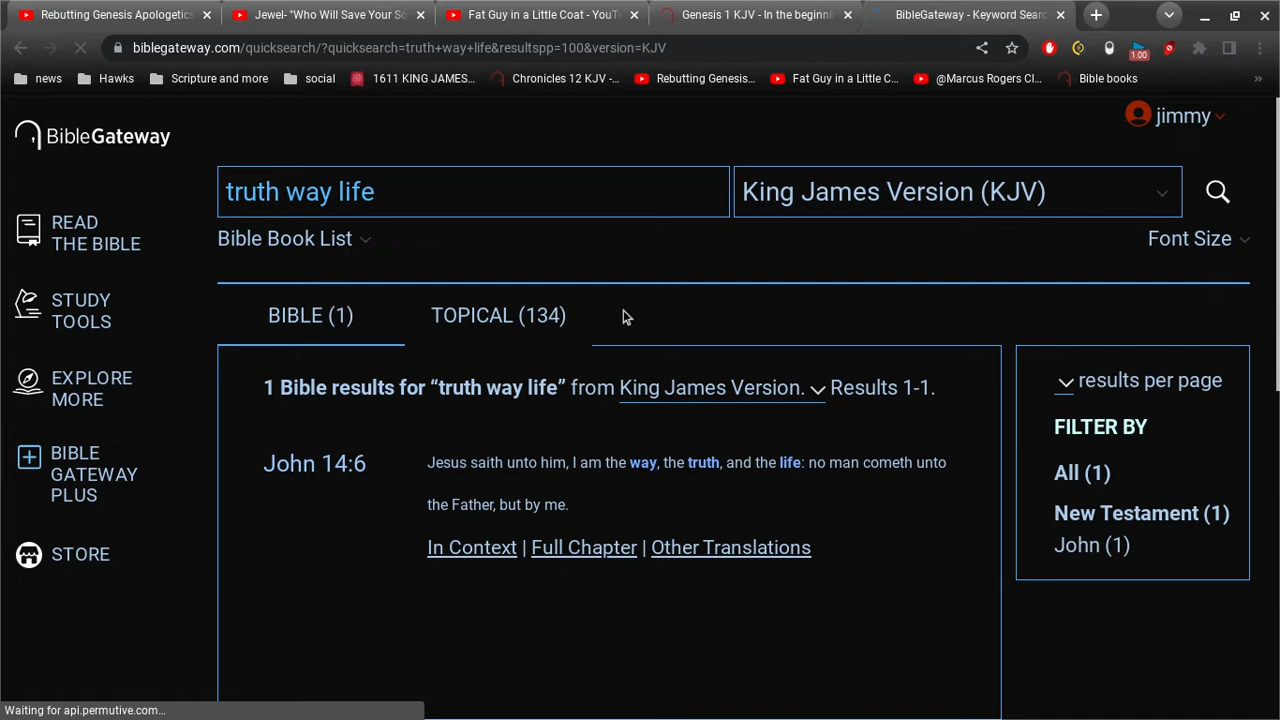 Rebutting Genesis Apologetics
Jewel- "Who Will Save Your So
Fat Guy in a Little Coat - YouTu
Genesis 1 KJV - In the beginnin
BibleGateway - Keyword Searc
biblegateway.com/quicksearch/?quicksearch=truth+way+life&resultspp=100&version=KJV
1.00
news
Hawks
Scripture and more
social
1611 KING JAMES...
Chronicles 12 KJV -...
Rebutting Genesis...
Fat Guy in a Little C...
@Marcus Rogers Cl...
Bible books
»
BibleGateway
jimmy
truth way life
King James Version (KJV)
Bible Book List
Font Size
READ
THE BIBLE
STUDY
TOOLS
EXPLORE
MORE
BIBLE
GATEWAY
PLUS
STORE
BIBLE (1)
TOPICAL (134)
1 Bible results for “truth way life” from King James Version. Results 1-1.
John 14:6
Jesus saith unto him, I am the way, the truth, and the life: no man cometh unto
the Father, but by me.
In Context | Full Chapter | Other Translations
results per page
FILTER BY
All (1)
New Testament (1)
John (1)
Waiting for api.permutive.com...